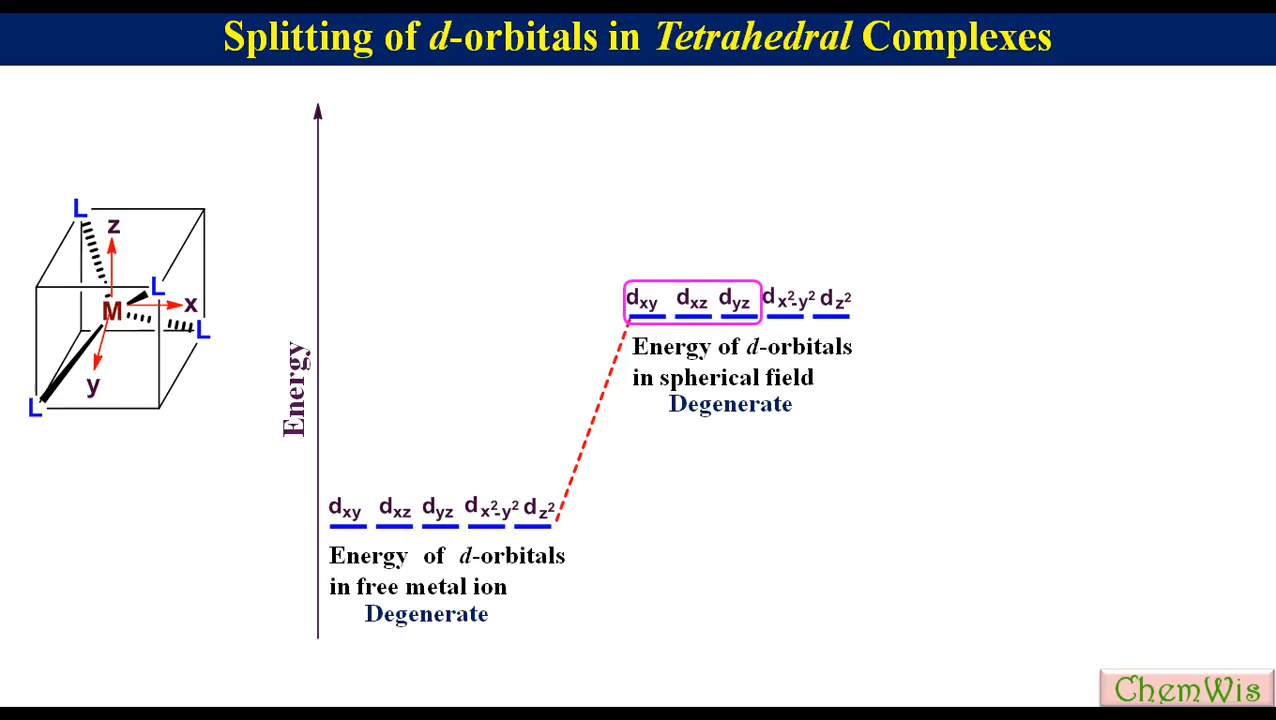 Splitting of d-orbitals in Tetrahedral Complexes
L
z
L
M
x
L
y
L
Energy
dxy dxz dyz dx²-y² dz²
Energy of d-orbitals
in spherical field
Degenerate
dxy dxz dyz dx²-y² dz²
Energy of d-orbitals
in free metal ion
Degenerate
ChemWis